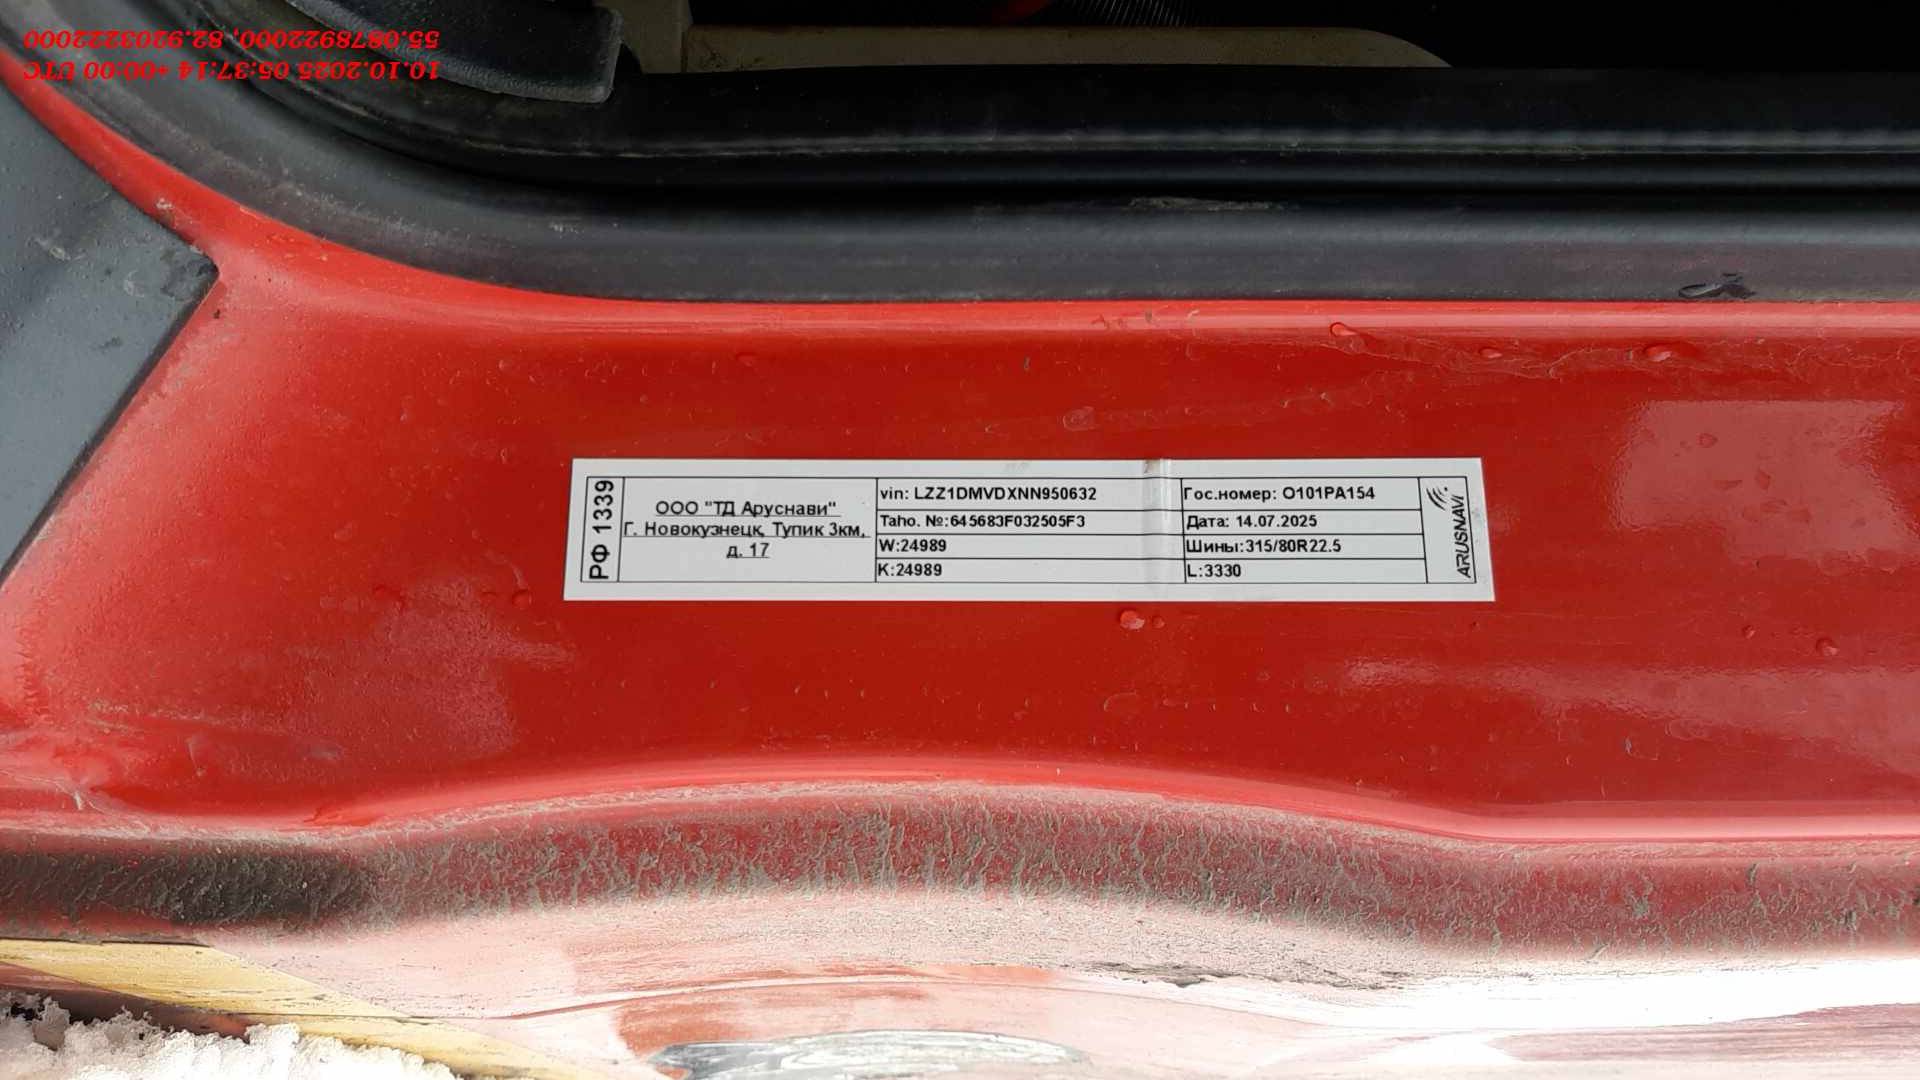 55.0878922000, 82.9203222000
10.10.2025 05:37:14 +00:00 UTC
РФ 1339
ООО "ТД Аруснави"
Г. Новокузнецк, Тупик 3км,
д. 17
vin: LZZ1DMVDXNN950632
Taho. №:645683F032505F3
W:24989
K:24989
Гос.номер: О101РА154
Дата: 14.07.2025
Шины:315/80R22.5
L:3330
ARUSNAVI